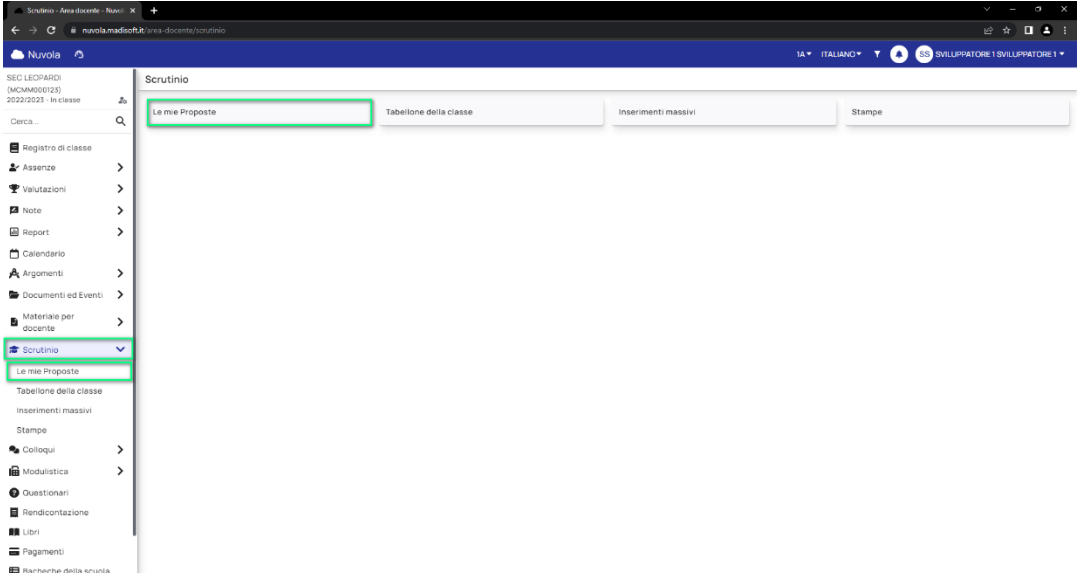 Scrutinio - Area docente - Nuvol
nuvola.madisoft.it/area-docente/scrutinio
Nuvola
1A ITALIANO SS SVILUPPATORE 1 SVILUPPATORE 1
SEC LEOPARDI
(MCMM000123)
2022/2023 - In classe
Cerca...
Registro di classe
Assenze
Valutazioni
Note
Report
Calendario
Argomenti
Documenti ed Eventi
Materiale per
docente
Scrutinio
Le mie Proposte
Tabellone della classe
Inserimenti massivi
Stampe
Colloqui
Modulistica
Questionari
Rendicontazione
Libri
Pagamenti
Bacheche della scuola
Scrutinio
Le mie Proposte
Tabellone della classe
Inserimenti massivi
Stampe